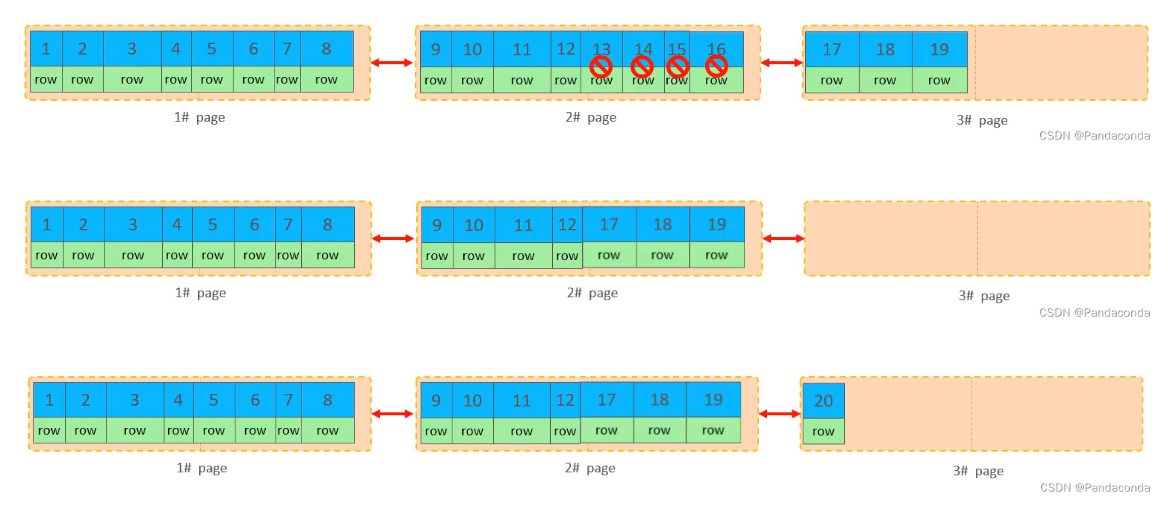 1 2 3 4 5 6 7 8 9 10 11 12 13 14 15 16 17 18 19
row row row row row row row row row row row row row row row row row row row
1# page 2# page 3# page
CSDN @Pandaconda
1 2 3 4 5 6 7 8 9 10 11 12 17 18 19
row row row row row row row row row row row row row row row
1# page 2# page 3# page
CSDN @Pandaconda
1 2 3 4 5 6 7 8 9 10 11 12 17 18 19 20
row row row row row row row row row row row row row row row row
1# page 2# page 3# page
CSDN @Pandaconda